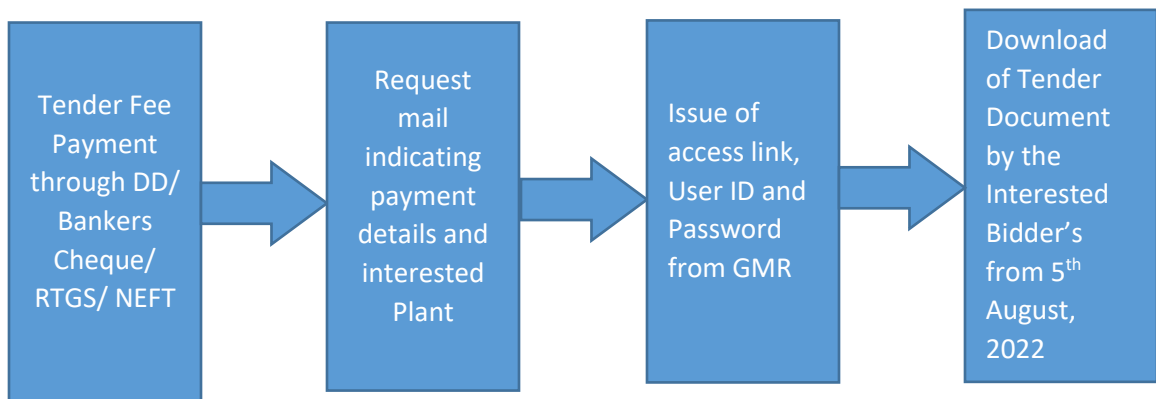 Tender Fee
Payment
through DD/
Bankers
Cheque/
RTGS/ NEFT
Request
mail
indicating
payment
details and
interested
Plant
Issue of
access link,
User ID and
Password
from GMR
Download
of Tender
Document
by the
Interested
Bidder’s
from 5th
August,
2022